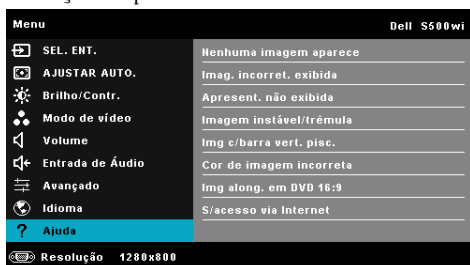 Menu
Dell S500wi
SEL. ENT.
AJUSTAR AUTO.
Brilho/Contr.
Modo de vídeo
Volume
Entrada de Áudio
Avançado
Idioma
Ajuda
Nenhuma imagem aparece
Imag. incorret. exibida
Apresent. não exibida
Imagem instável/trémula
Img c/barra vert. pisc.
Cor de imagem incorreta
Img along. em DVD 16:9
S/acesso via Internet
Resolução 1280x800